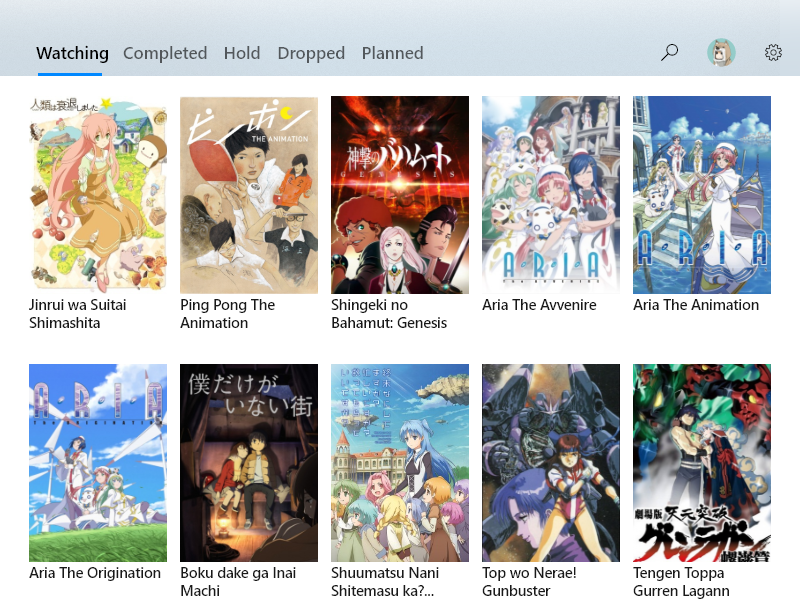 Watching Completed Hold Dropped Planned
人類は衰退しました
ピンポン
THE ANIMATION
神撃のバハムート
GENESIS
ARIA
The AVVENIRE
ARIA
Jinrui wa Suitai
Shimashita
Ping Pong The
Animation
Shingeki no
Bahamut: Genesis
Aria The Avvenire
Aria The Animation
ARIA
The ORIGINATION
僕だけが
いない街
劇場版 天元突破
グレンラガン
螺巌篇
Aria The Origination
Boku dake ga Inai
Machi
Shuumatsu Nani
Shitemasu ka?...
Top wo Nerae!
Gunbuster
Tengen Toppa
Gurren Lagann